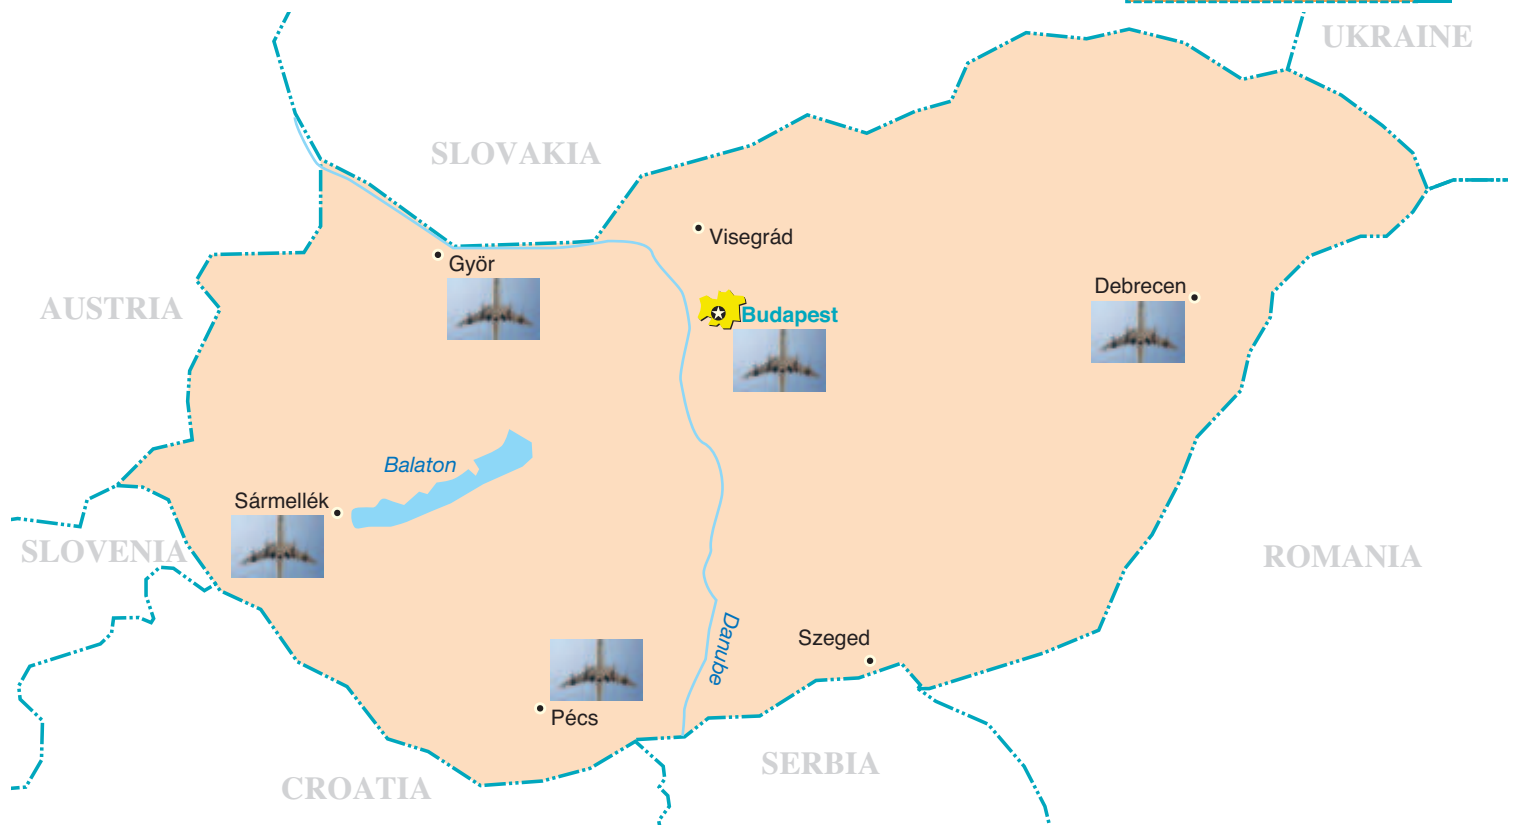 UKRAINE
SLOVAKIA
Visegrád
Györ
Debrecen
AUSTRIA
Budapest
Balaton
Sármellék
SLOVENIA
ROMANIA
Danube
Szeged
Pécs
SERBIA
CROATIA